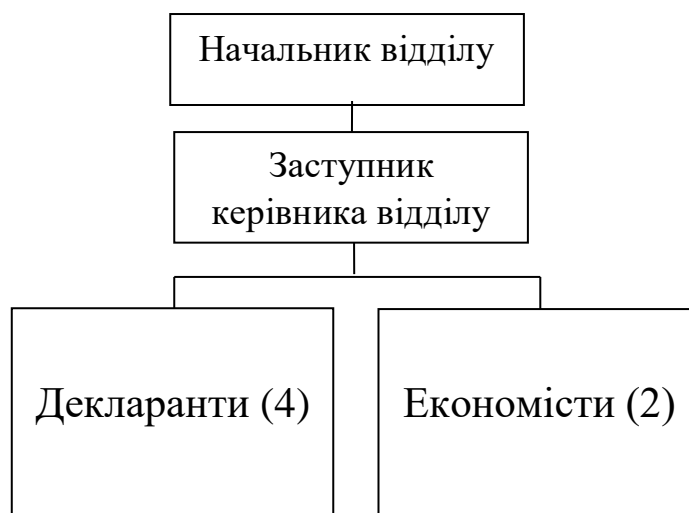 Начальник відділу
Заступник
керівника відділу
Декларанти (4)
Економісти (2)